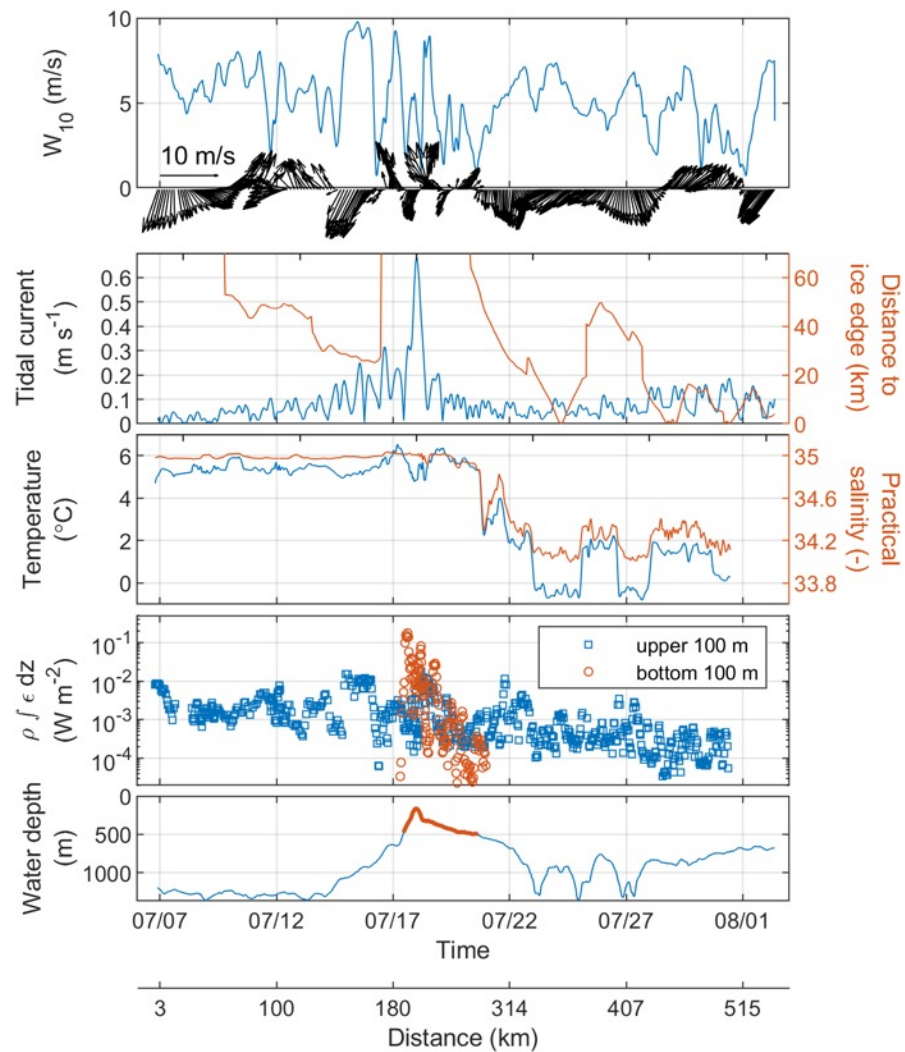 10
5
0
W10 (m/s)
10 m/s
0.6
0.5
0.4
0.3
0.2
0.1
0
Tidal current
(m s-1)
60
40
20
0
Distance to
ice edge (km)
6
4
2
0
Temperature
(°C)
35
34.6
34.2
33.8
Practical
salinity (-)
10-1
10-2
10-3
10-4
ρ ∫ ϵ dz
(W m-2)
upper 100 m
bottom 100 m
0
500
1000
Water depth
(m)
07/07 07/12 07/17 07/22 07/27 08/01
Time
3 100 180 314 407 515
Distance (km)